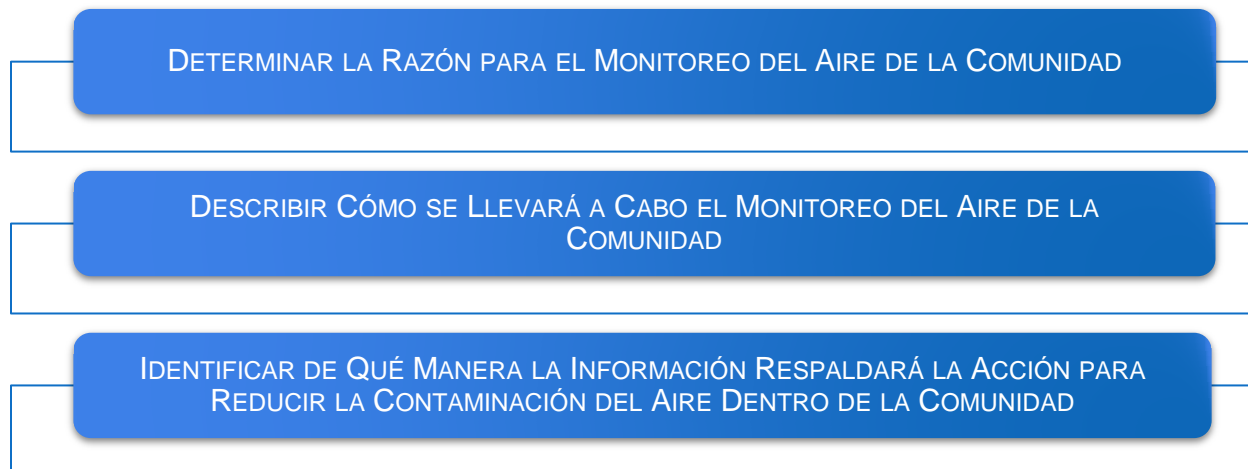 DETERMINAR LA RAZÓN PARA EL MONITOREO DEL AIRE DE LA COMUNIDAD
DESCRIBIR CÓMO SE LLEVARÁ A CABO EL MONITOREO DEL AIRE DE LA
COMUNIDAD
IDENTIFICAR DE QUÉ MANERA LA INFORMACIÓN RESPALDARÁ LA ACCIÓN PARA
REDUCIR LA CONTAMINACIÓN DEL AIRE DENTRO DE LA COMUNIDAD